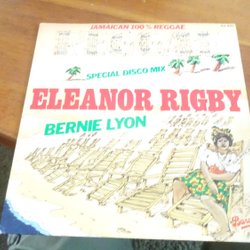 JAMAICAN 100% REGGAE
SPECIAL DISCO MIX
ELEANOR RIGBY
BERNIE LYON